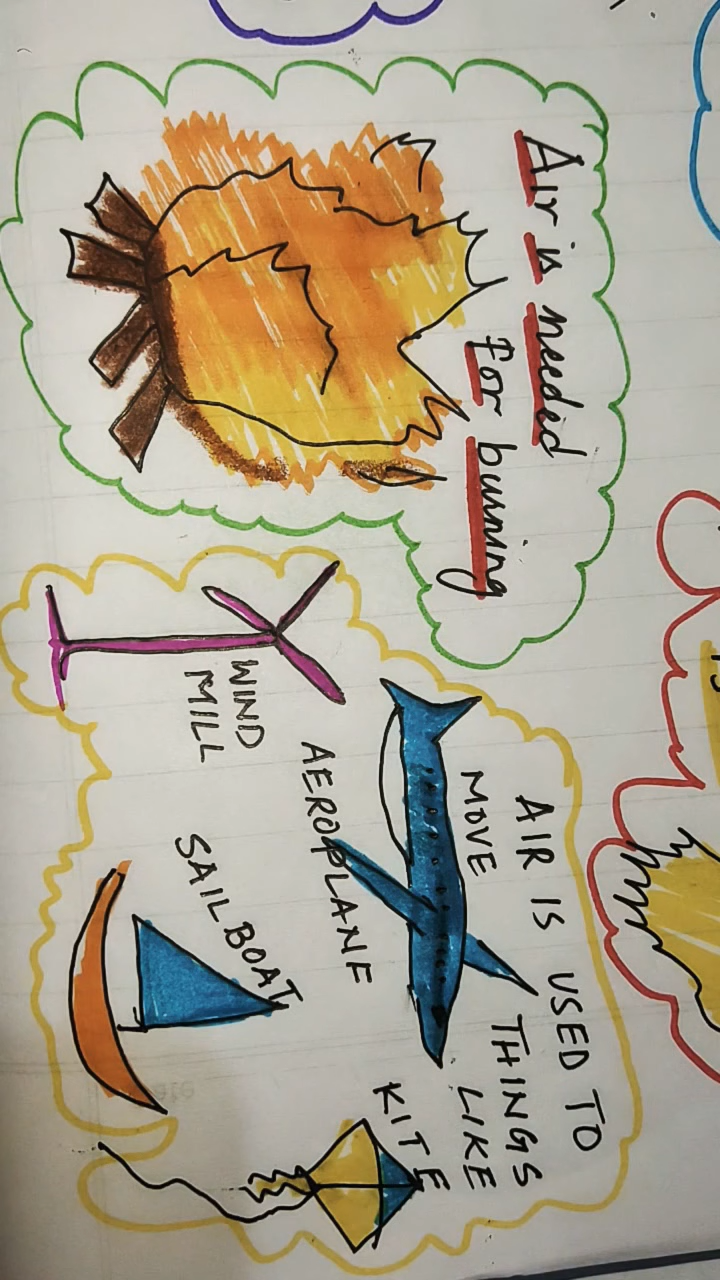 Air is needed
for burning
AIR IS USED TO
MOVE THINGS
LIKE
AEROPLANE
KITE
WIND
MILL
SAILBOAT